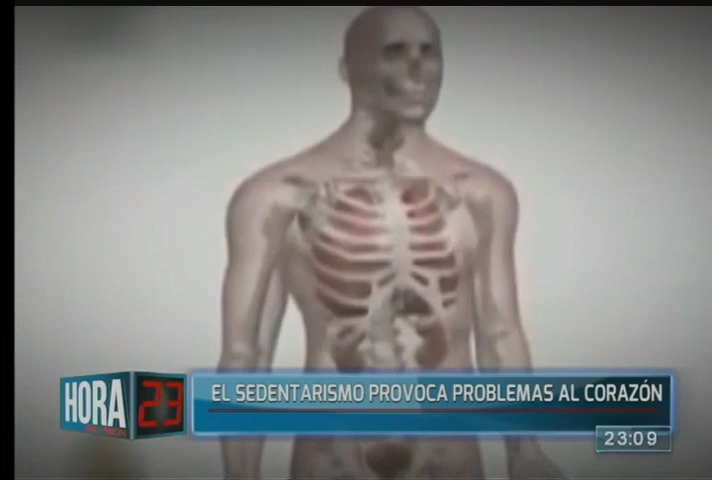 HORA 23
EL SEDENTARISMO PROVOCA PROBLEMAS AL CORAZÓN
23:09